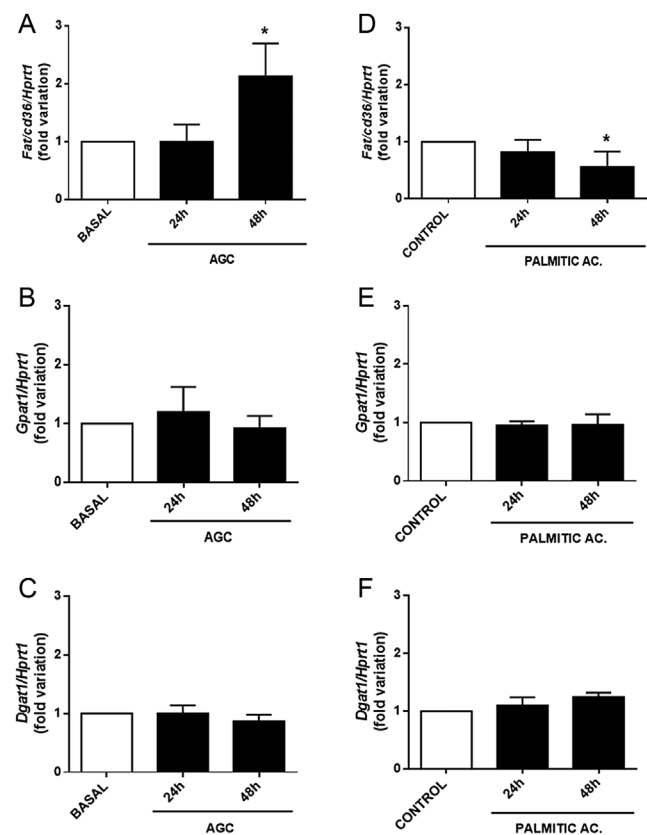 A
Fat/cd36/Hprt1
(fold variation)
3
2
1
0
*
BASAL
24h
48h
AGC
D
Fat/cd36/Hprt1
(fold variation)
3
2
1
0
*
CONTROL
24h
48h
PALMITIC AC.
B
Gpat1/Hprt1
(fold variation)
3
2
1
0
BASAL
24h
48h
AGC
E
Gpat1/Hprt1
(fold variation)
3
2
1
0
CONTROL
24h
48h
PALMITIC AC.
C
Dgat1/Hprt1
(fold variation)
3
2
1
0
BASAL
24h
48h
AGC
F
Dgat1/Hprt1
(fold variation)
3
2
1
0
CONTROL
24h
48h
PALMITIC AC.